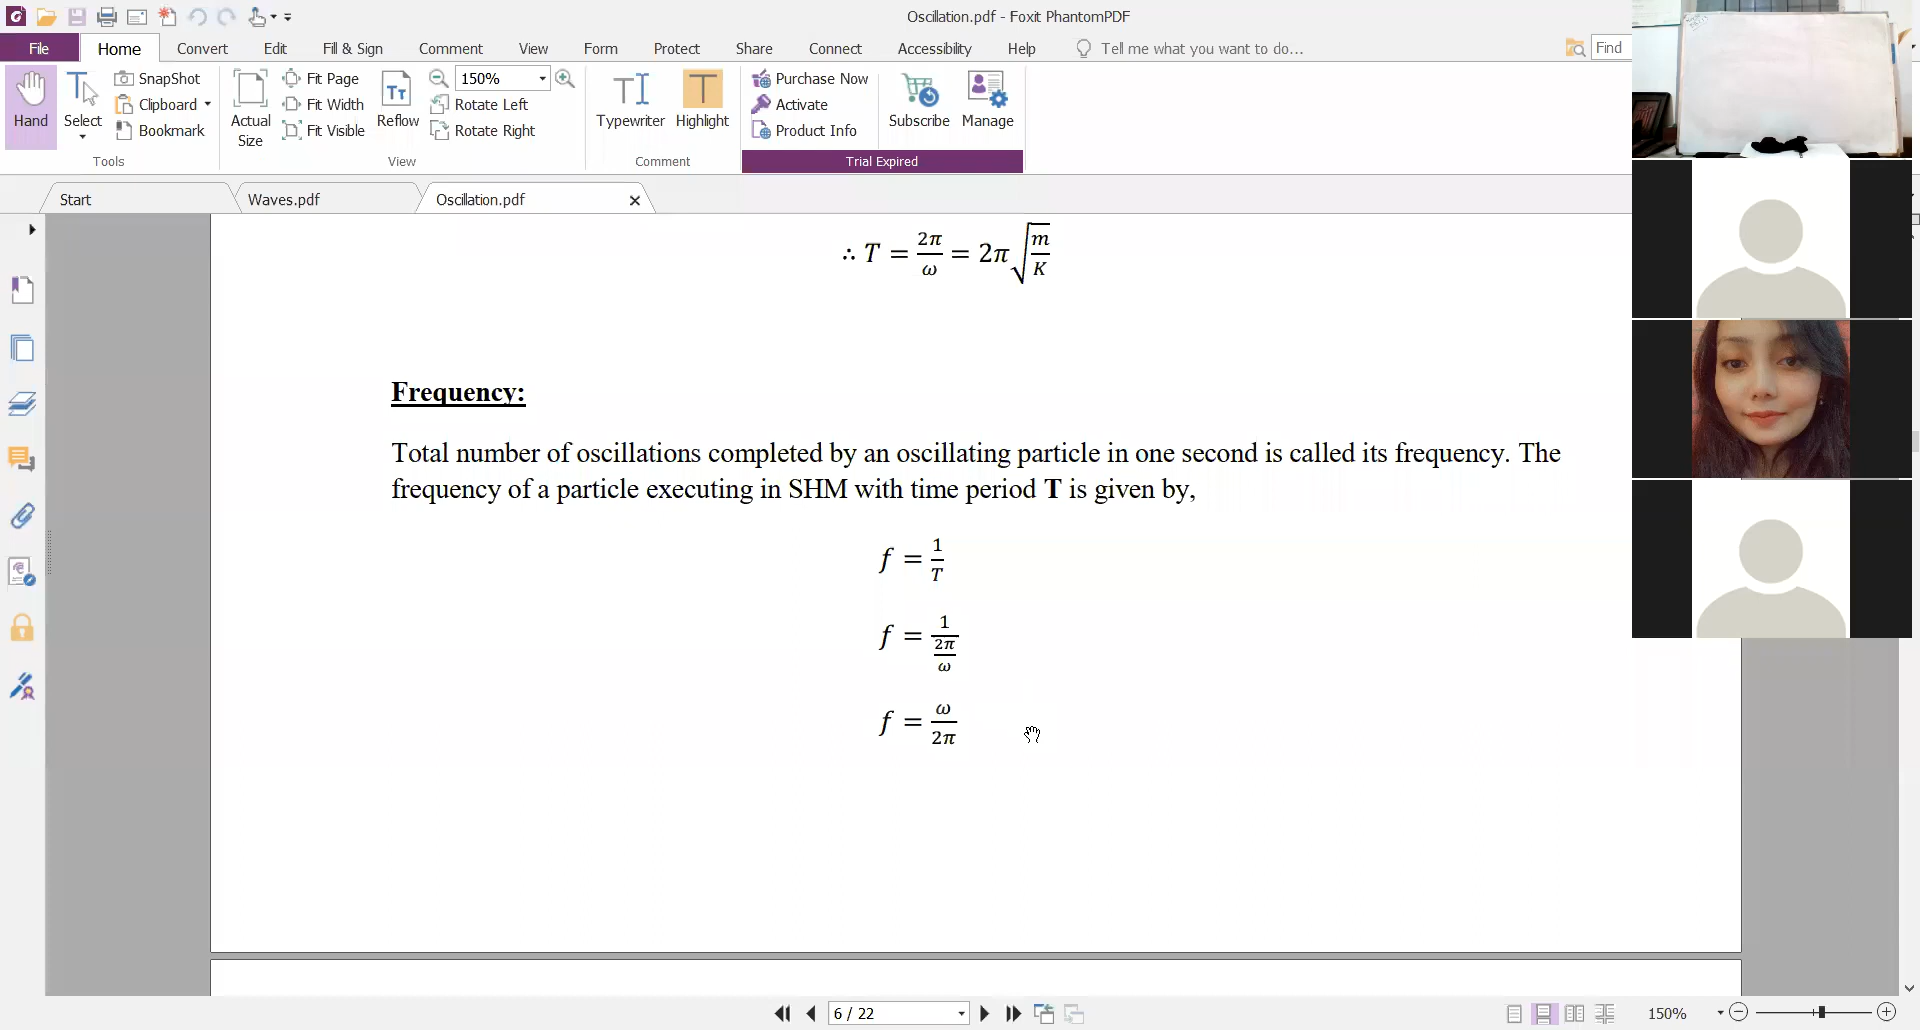 Oscillation.pdf - Foxit PhantomPDF
File Home Convert Edit Fill & Sign Comment View Form Protect Share Connect Accessibility Help Tell me what you want to do... Find
Hand
Select
SnapShot
Clipboard
Bookmark
Tools
Actual Size
Fit Page
Fit Width
Fit Visible
Reflow
150%
Rotate Left
Rotate Right
View
Typewriter
Highlight
Comment
Purchase Now
Activate
Product Info
Subscribe
Manage
Trial Expired
Start Waves.pdf Oscillation.pdf
∴ T = 2π/ω = 2π√(m/K)
Frequency:
Total number of oscillations completed by an oscillating particle in one second is called its frequency. The
frequency of a particle executing in SHM with time period T is given by,
f = 1/T
f = 1/(2π/ω)
f = ω/2π
6 / 22
150%